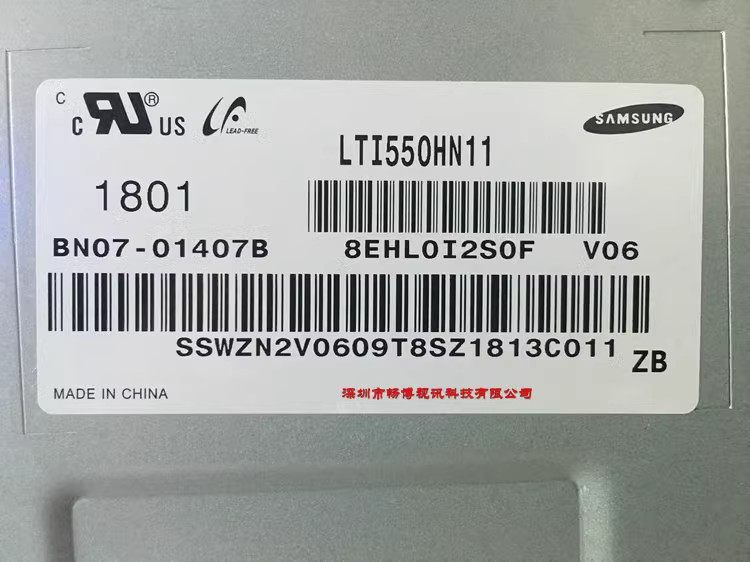 C
c RU ® US
LEAD-FREE
SAMSUNG
LTI550HN11
1801
BN07-01407B 8EHL0I2S0F V06
SSWZN2V0609T8SZ1813C011 ZB
MADE IN CHINA
深圳市畅博视讯科技有限公司